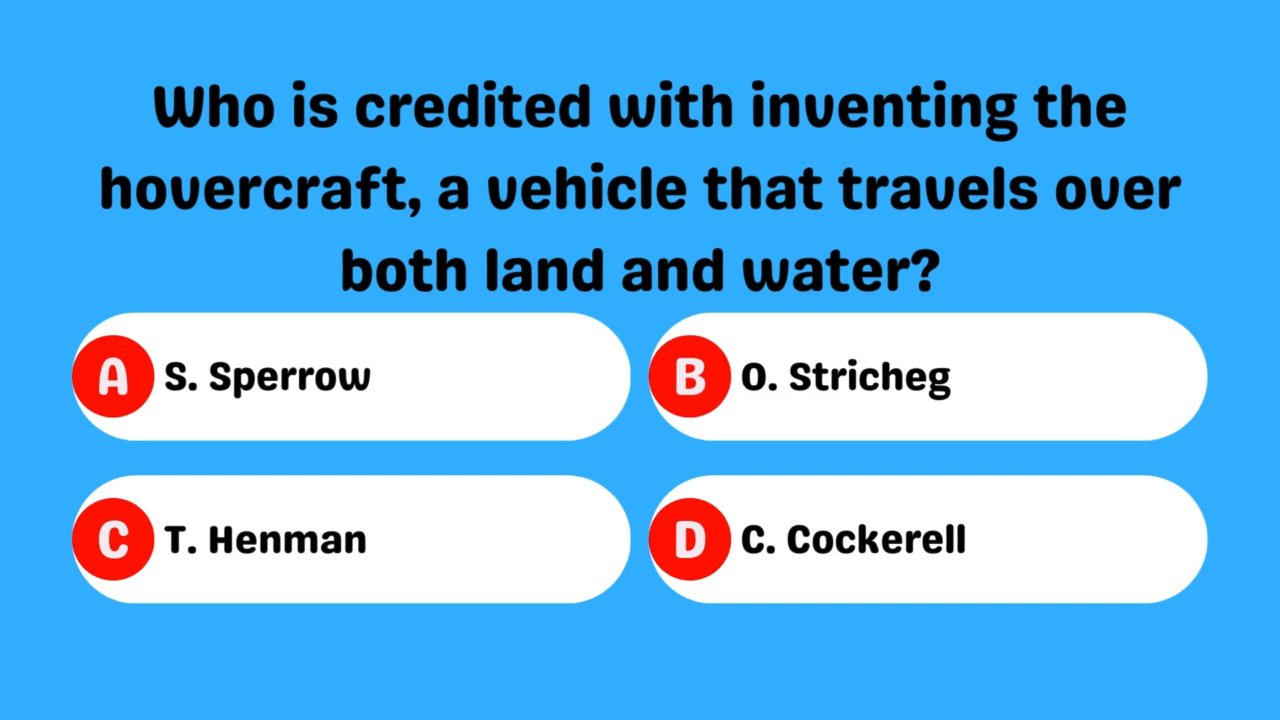 Who is credited with inventing the
hovercraft, a vehicle that travels over
both land and water?
A S. Sperrow
B O. Stricheg
C T. Henman
D C. Cockerell